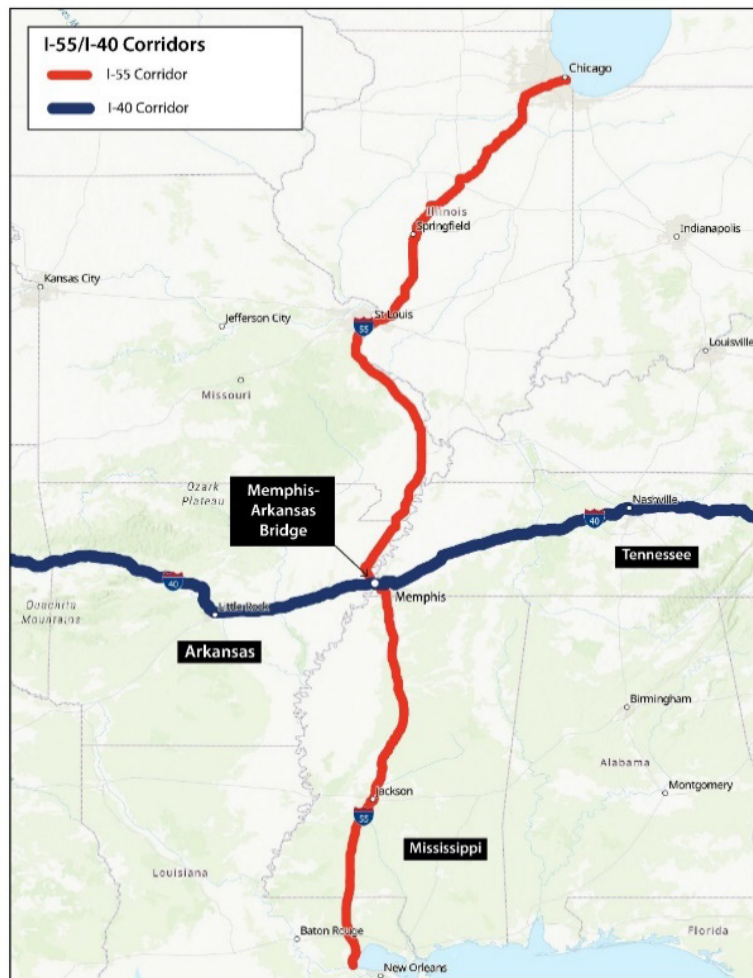 I-55/I-40 Corridors
I-55 Corridor
I-40 Corridor
Chicago
Illinois
Springfield
Indianapolis
Kansas City
Jefferson City
St Louis
55
Louisville
Missouri
Ozark
Plateau
Memphis-
Arkansas
Bridge
Nashville
40
Tennessee
40
Memphis
Ouachita
Mountains
Little Rock
Arkansas
Birmingham
Alabama
Montgomery
Jackson
55
Mississippi
Louisiana
Baton Rouge
Florida
New Orleans